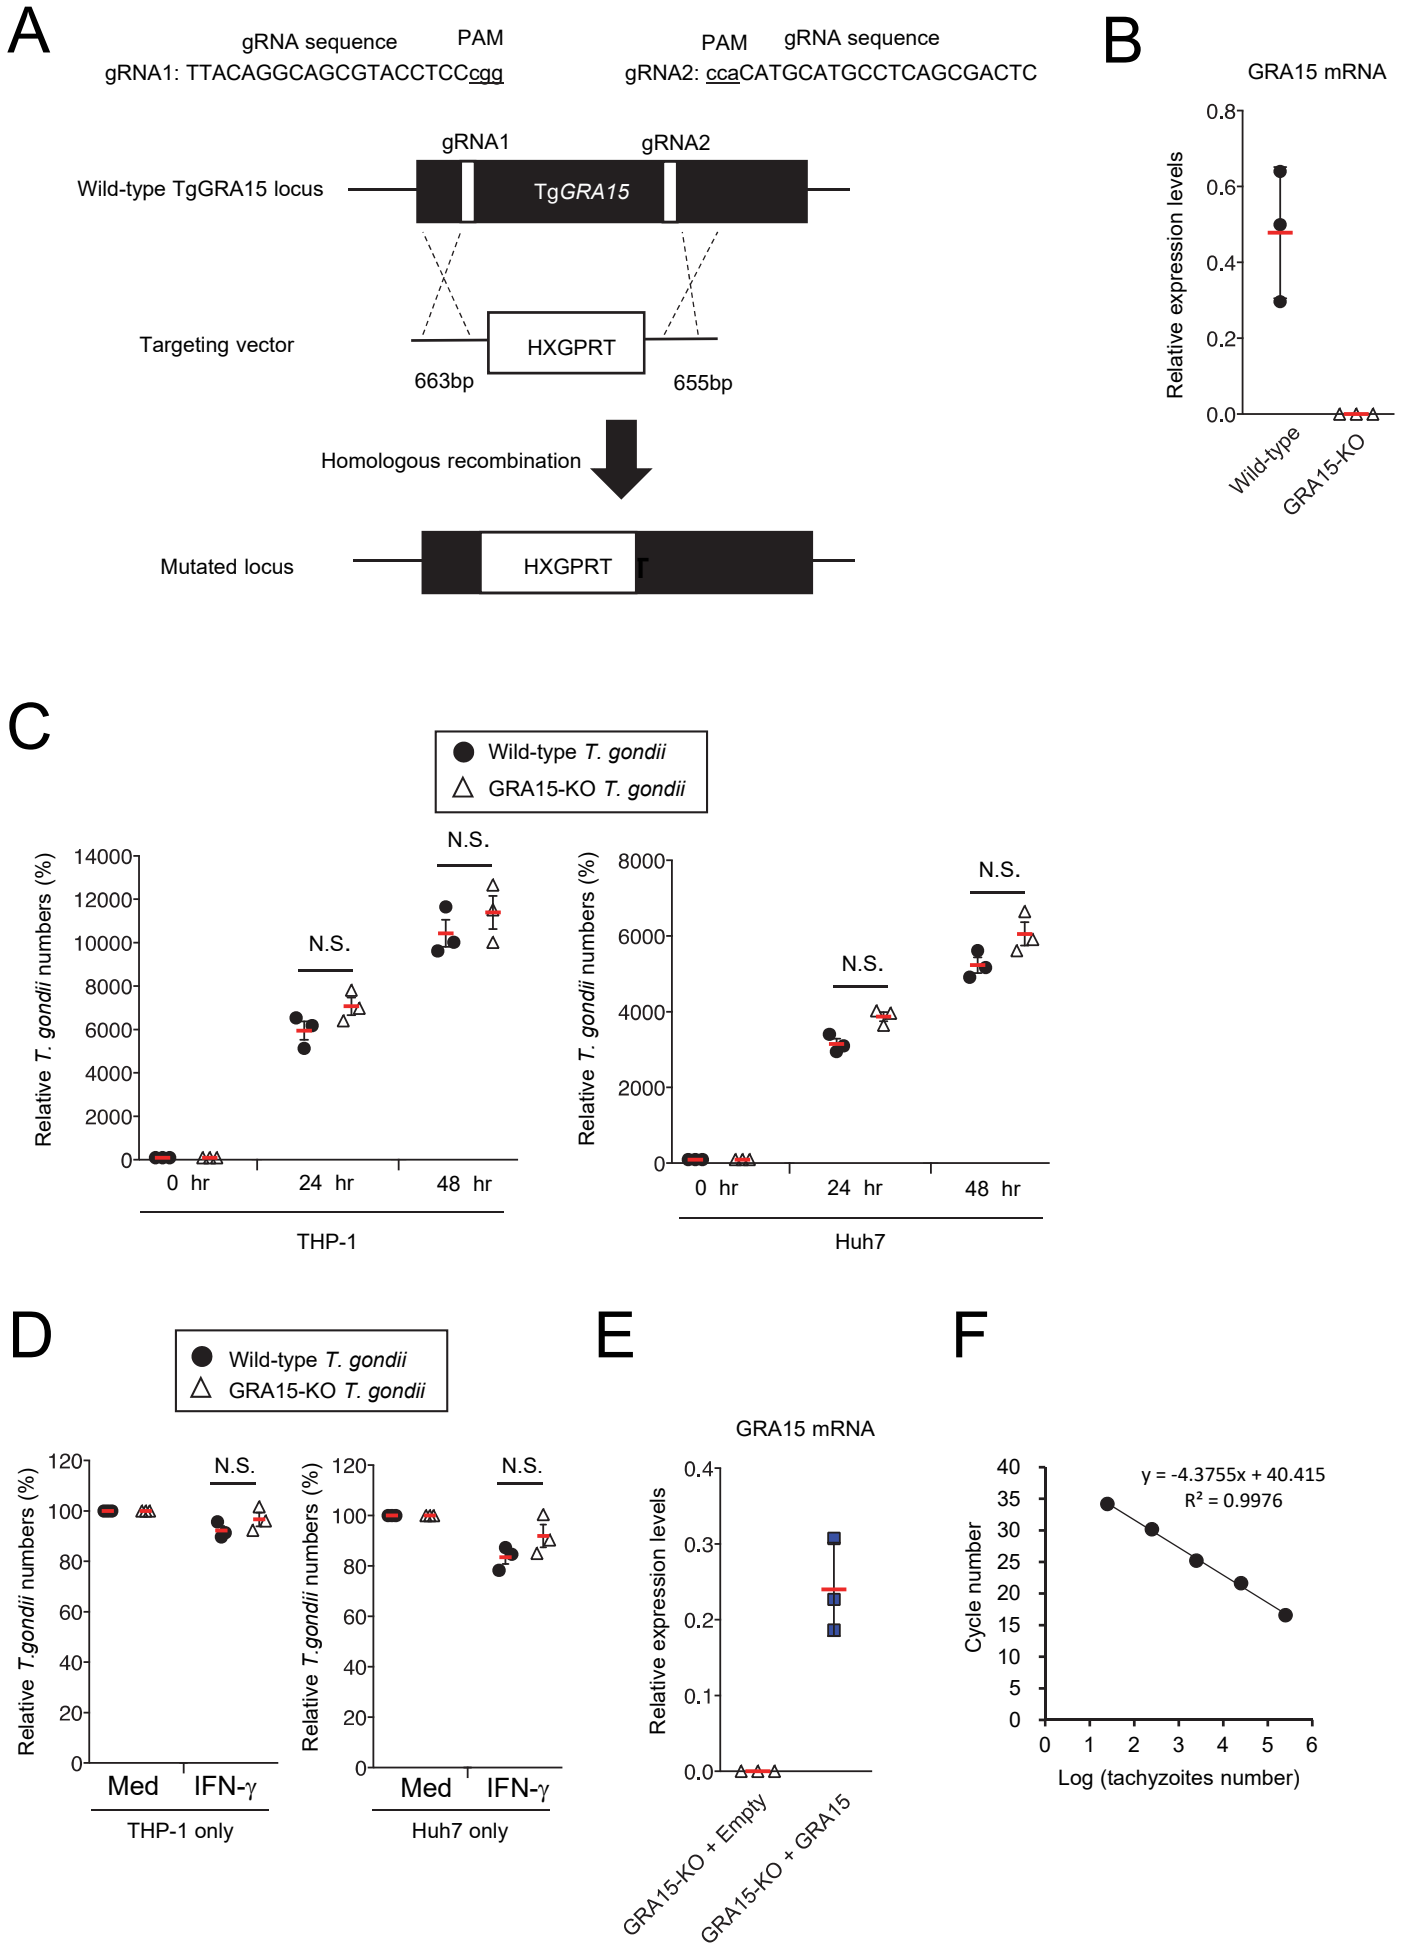 A
gRNA sequence PAM
gRNA1: TTACAGGCAGCGTACCTCCcgg
PAM gRNA sequence
gRNA2: ccaCATGCATGCCTCAGCGACTC
gRNA1 gRNA2
Wild-type TgGRA15 locus
TgGRA15
Targeting vector
HXGPRT
663bp 655bp
Homologous recombination
Mutated locus
HXGPRT
B
GRA15 mRNA
Relative expression levels
0.8
0.6
0.4
0.2
0.0
Wild-type
GRA15-KO
C
Wild-type T. gondii
GRA15-KO T. gondii
Relative T. gondii numbers (%)
14000
12000
10000
8000
6000
4000
2000
0
N.S.
N.S.
0 hr 24 hr 48 hr
THP-1
Relative T. gondii numbers (%)
8000
6000
4000
2000
0
N.S.
N.S.
0 hr 24 hr 48 hr
Huh7
D
Wild-type T. gondii
GRA15-KO T. gondii
Relative T.gondii numbers (%)
120
100
80
60
40
20
0
N.S.
Med IFN-γ
THP-1 only
Relative T.gondii numbers (%)
120
100
80
60
40
20
0
N.S.
Med IFN-γ
Huh7 only
E
GRA15 mRNA
Relative expression levels
0.4
0.3
0.2
0.1
0.0
GRA15-KO + Empty
GRA15-KO + GRA15
F
y = -4.3755x + 40.415
R² = 0.9976
Cycle number
40
35
30
25
20
15
10
5
0
0 1 2 3 4 5 6
Log (tachyzoites number)